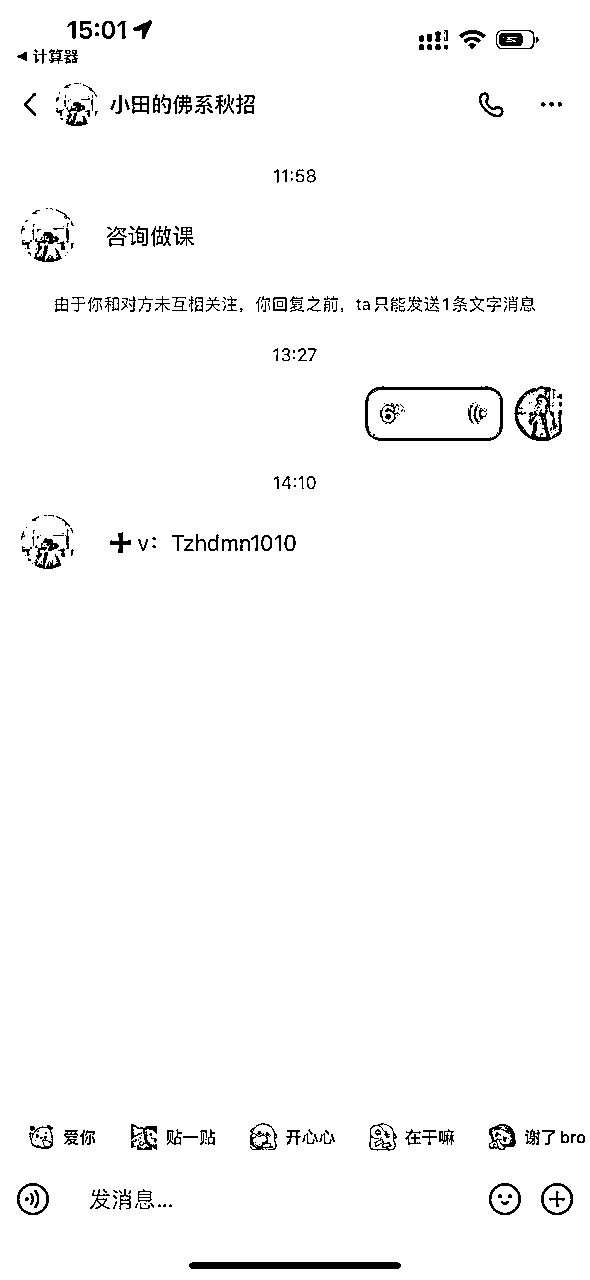 15:01
计算器
小田的佛系秋招
11:58
咨询做课
由于你和对方未互相关注，你回复之前，ta只能发送1条文字消息
13:27
14:10
➕ v： Tzhdmn1010
爱你 贴一贴 开心心 在干嘛 谢了bro
发消息...